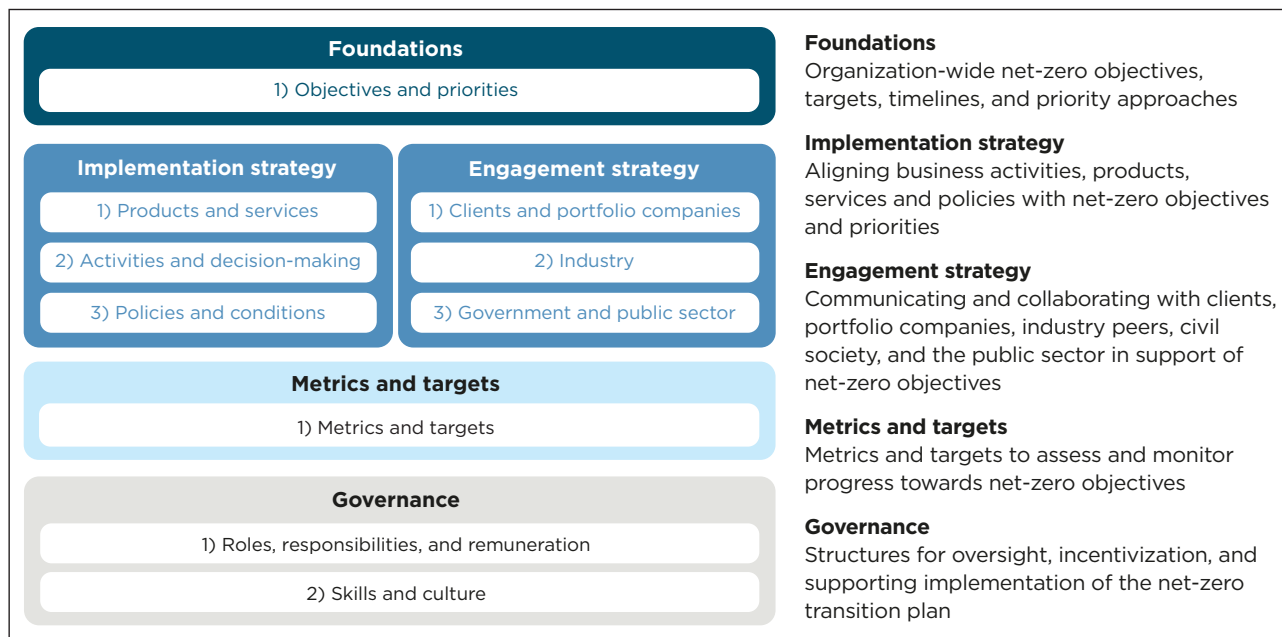 Foundations
1) Objectives and priorities
Implementation strategy
1) Products and services
2) Activities and decision-making
3) Policies and conditions
Engagement strategy
1) Clients and portfolio companies
2) Industry
3) Government and public sector
Metrics and targets
1) Metrics and targets
Governance
1) Roles, responsibilities, and remuneration
2) Skills and culture
Foundations
Organization-wide net-zero objectives,
targets, timelines, and priority approaches
Implementation strategy
Aligning business activities, products,
services and policies with net-zero objectives
and priorities
Engagement strategy
Communicating and collaborating with clients,
portfolio companies, industry peers, civil
society, and the public sector in support of
net-zero objectives
Metrics and targets
Metrics and targets to assess and monitor
progress towards net-zero objectives
Governance
Structures for oversight, incentivization, and
supporting implementation of the net-zero
transition plan